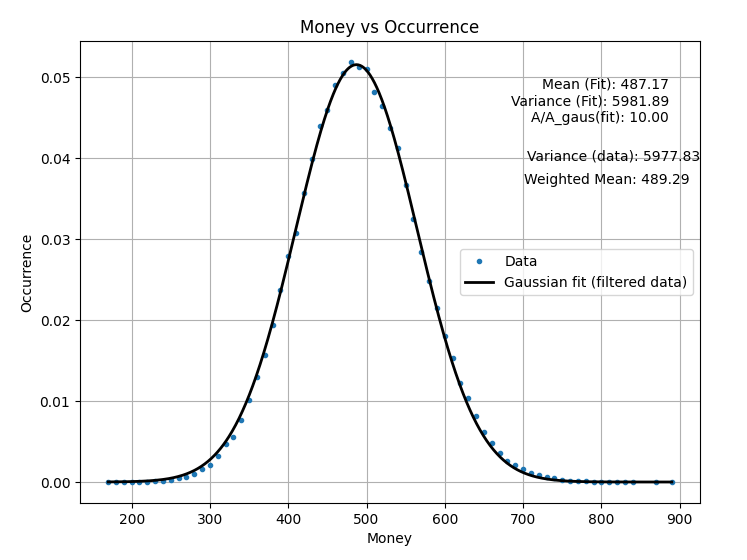 Money vs Occurrence
Mean (Fit): 487.17
Variance (Fit): 5981.89
A/A_gaus(fit): 10.00
Variance (data): 5977.83
Weighted Mean: 489.29
Data
Gaussian fit (filtered data)
Occurrence
0.05
0.04
0.03
0.02
0.01
0.00
200 300 400 500 600 700 800 900
Money